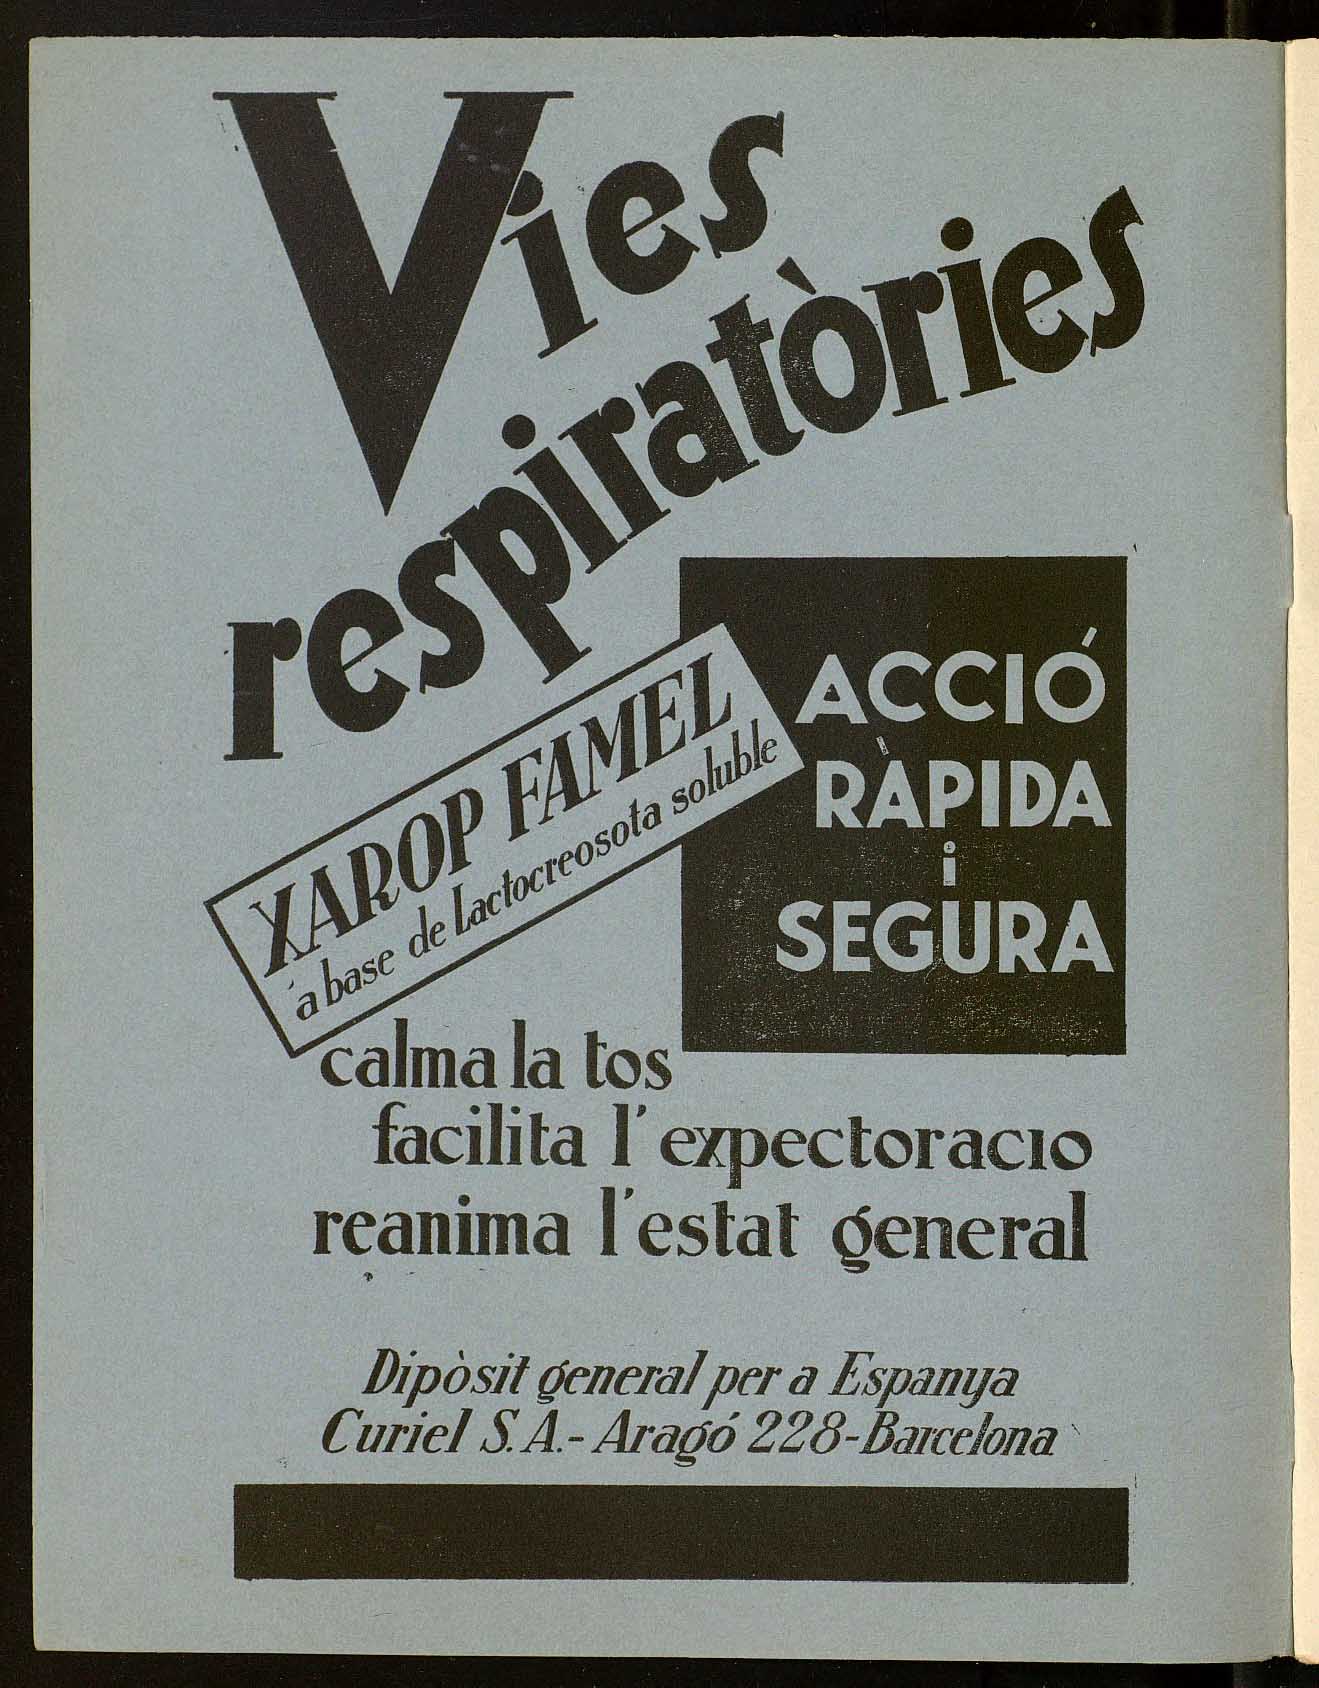 Vies
respiratòries
XAROP FAMEL
a base de Lactocreosota soluble
ACCIÓ
RÀPIDA
i
SEGURA
calma la tos
facilita l'expectoracio
reanima l'estat general
Dipòsit general per a Espanya
Curiel S.A.- Aragó 228-Barcelona